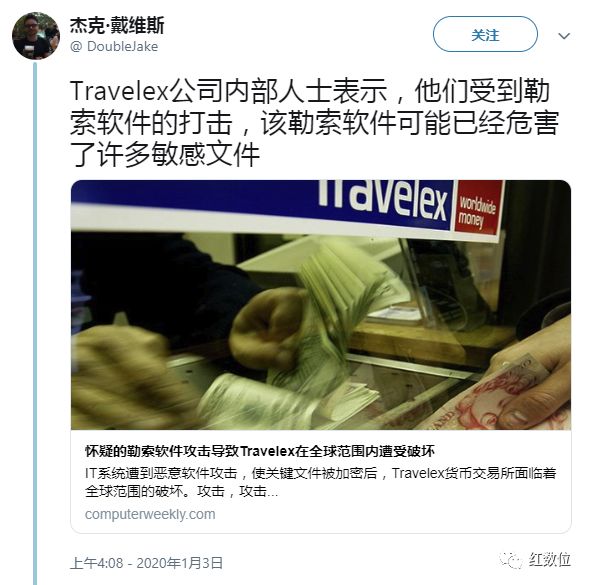 杰克·戴维斯
@ DoubleJake
关注
Travelex公司内部人士表示，他们受到勒
索软件的打击，该勒索软件可能已经危害
了许多敏感文件
Travelex
worldwide
money
怀疑的勒索软件攻击导致Travelex在全球范围内遭受破坏
IT系统遭到恶意软件攻击，使关键文件被加密后，Travelex货币交易所面临着
全球范围的破坏。攻击，攻击...
computerweekly.com
上午4:08 - 2020年1月3日
红数位